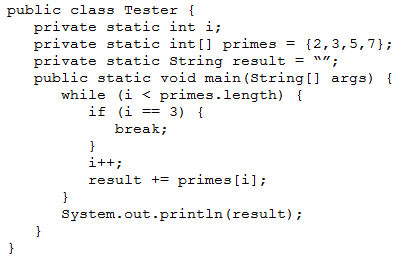 public class Tester {
private static int i;
private static int[] primes = {2,3,5,7};
private static String result = “”;
public static void main(String[] args) {
while (i < primes.length) {
if (i == 3) {
break;
}
i++;
result += primes[i];
}
System.out.println(result);
}
}